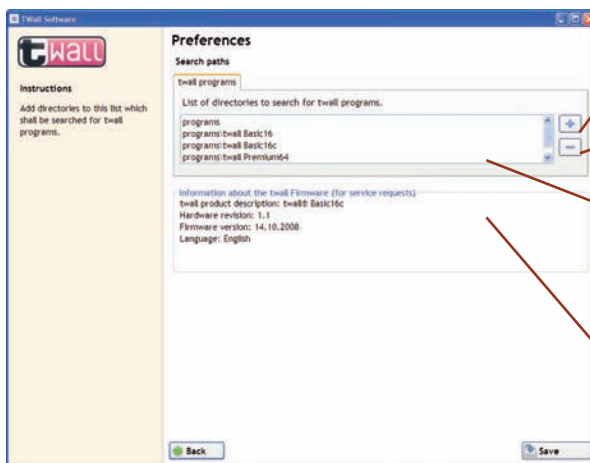 TWall Software
twall
Instructions
Add directories to this list which
shall be searched for twall
programs.
Preferences
Search paths
twall programs
List of directories to search for twall programs.
programs
programs\twall Basic16
programs\twall Basic16c
programs\twall Premium64
Information about the twall Firmware (for service requests)
twall product description: twall® Basic16c
Hardware revision: 1.1
Firmware version: 14.10.2008
Language: English
Back
Save